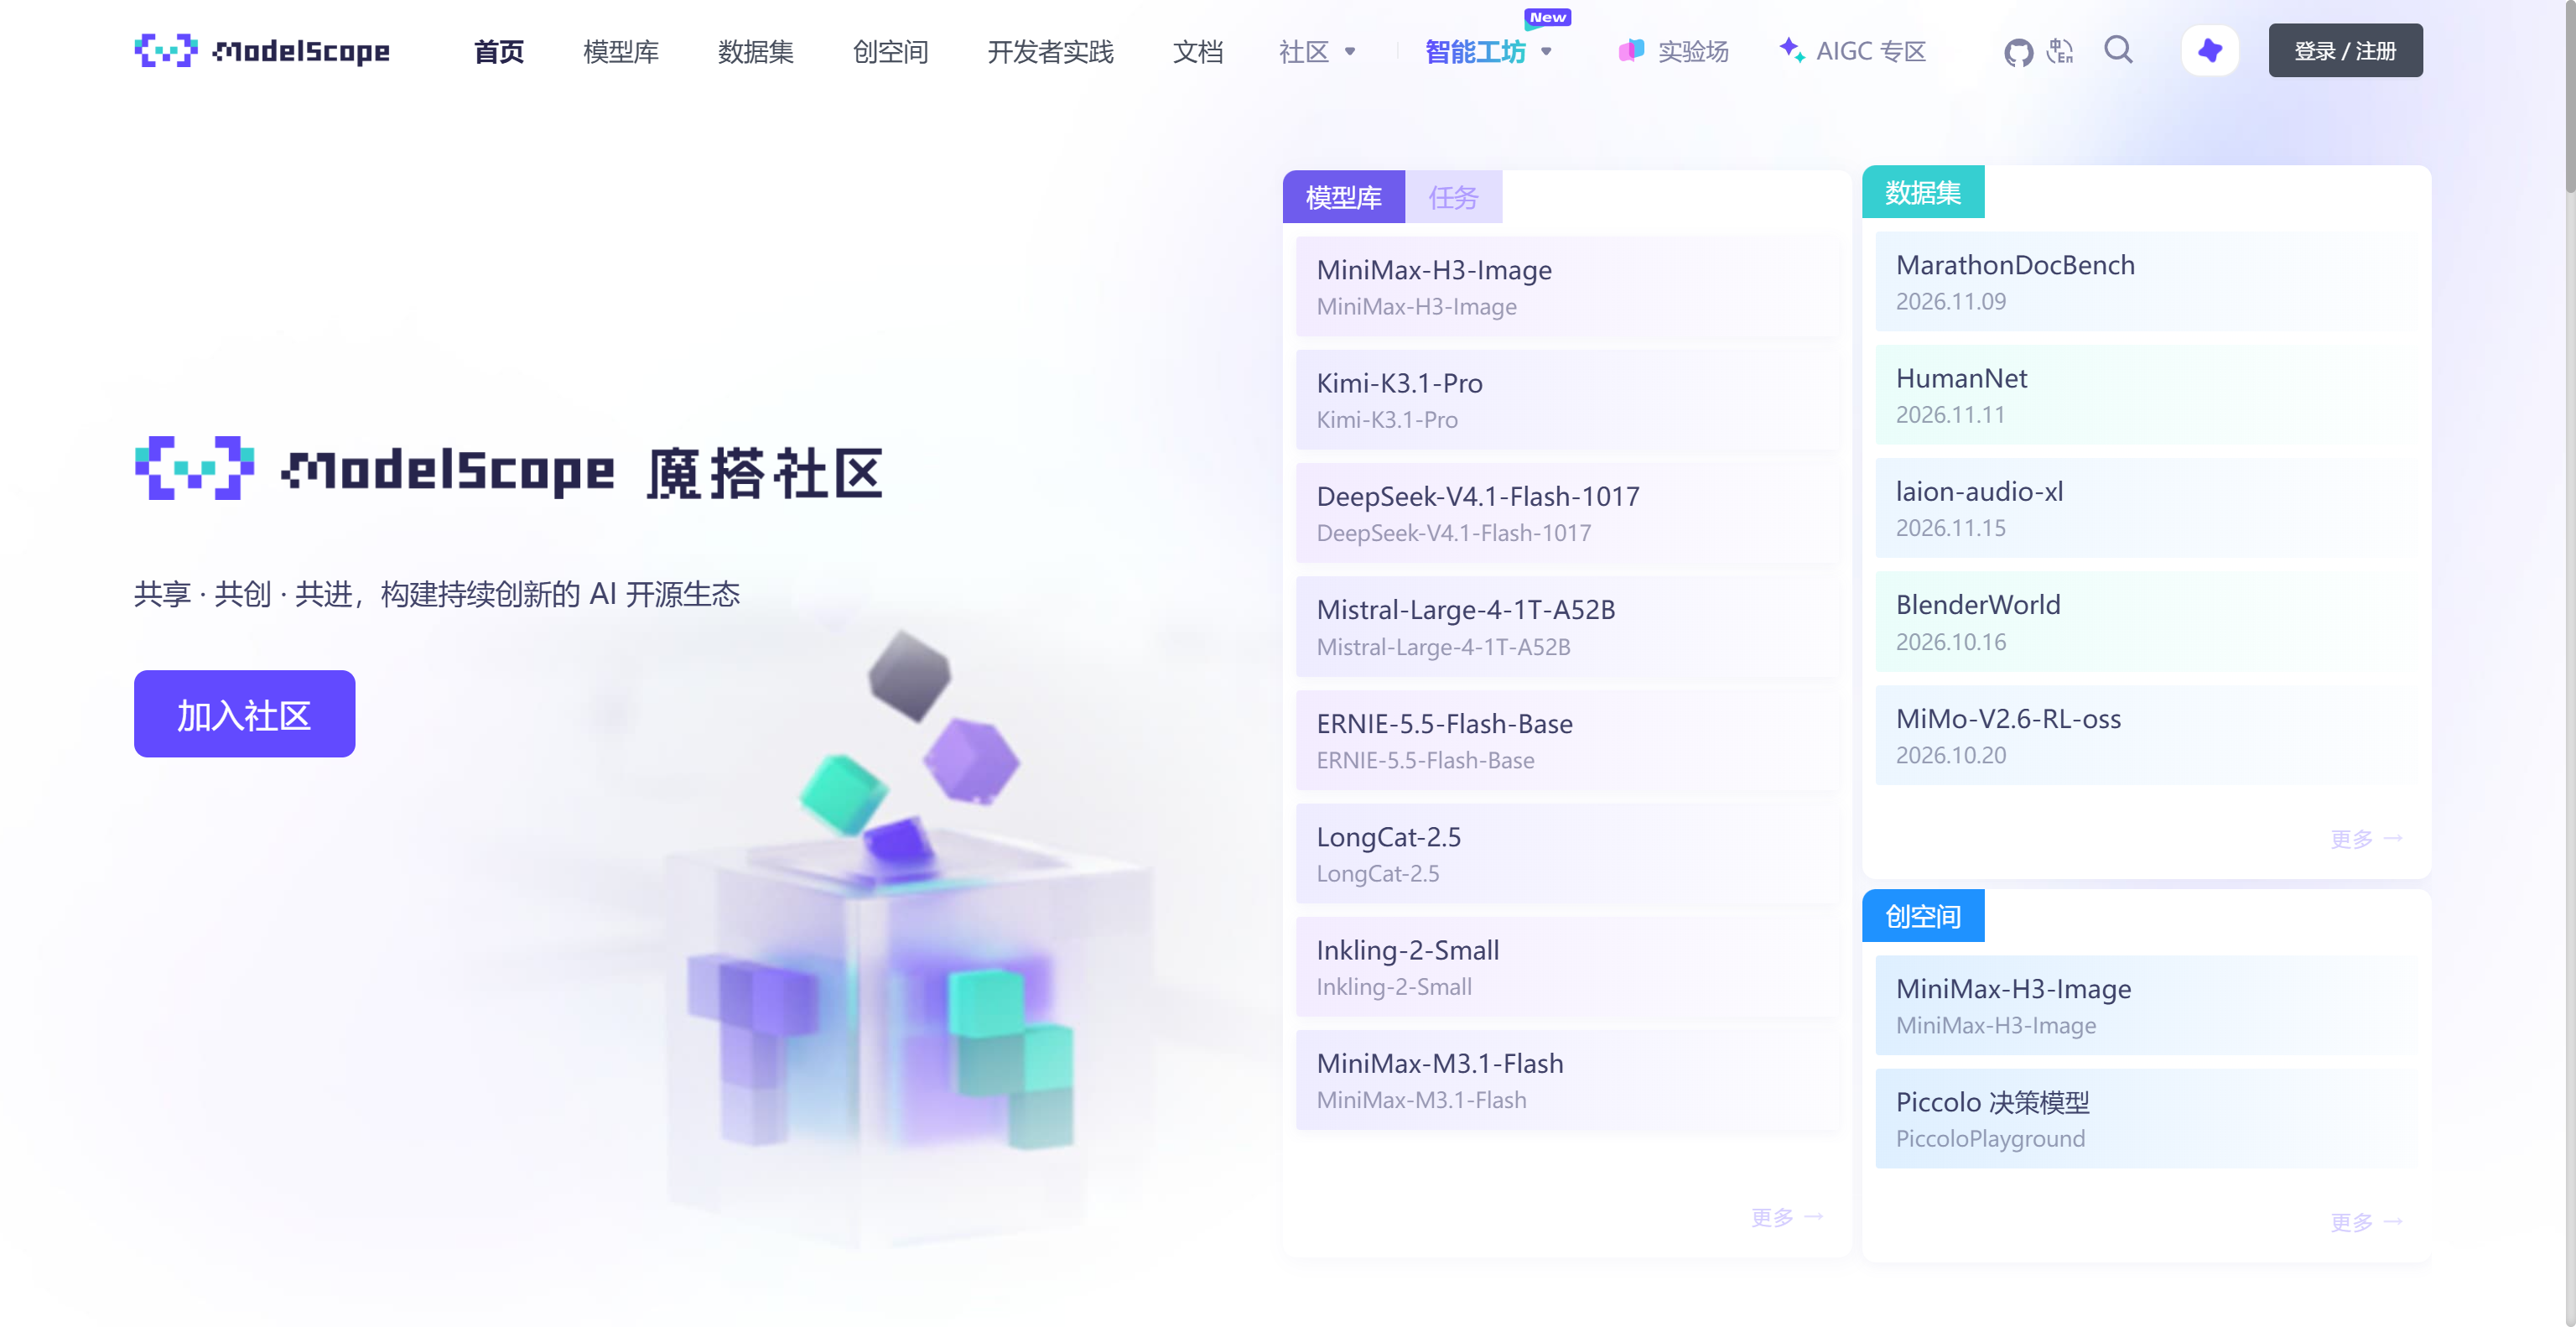 ModelScope
首页
模型库
数据集
创空间
开发者实践
文档
社区
智能工坊
New
实验场
AIGC 专区
中En
登录 / 注册
ModelScope 魔搭社区
共享 · 共创 · 共进，构建持续创新的 AI 开源生态
加入社区
模型库
任务
MiniMax-H3-Image
MiniMax-H3-Image
Kimi-K3.1-Pro
Kimi-K3.1-Pro
DeepSeek-V4.1-Flash-1017
DeepSeek-V4.1-Flash-1017
Mistral-Large-4-1T-A52B
Mistral-Large-4-1T-A52B
ERNIE-5.5-Flash-Base
ERNIE-5.5-Flash-Base
LongCat-2.5
LongCat-2.5
Inkling-2-Small
Inkling-2-Small
MiniMax-M3.1-Flash
MiniMax-M3.1-Flash
更多 →
数据集
MarathonDocBench
2026.11.09
HumanNet
2026.11.11
laion-audio-xl
2026.11.15
BlenderWorld
2026.10.16
MiMo-V2.6-RL-oss
2026.10.20
更多 →
创空间
MiniMax-H3-Image
MiniMax-H3-Image
Piccolo 决策模型
PiccoloPlayground
更多 →